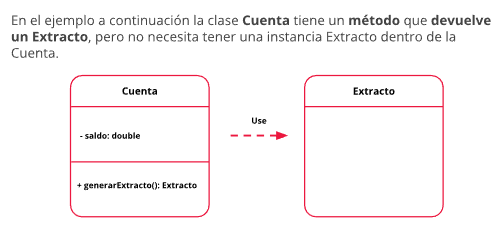 En el ejemplo a continuación la clase Cuenta tiene un método que devuelve
un Extracto, pero no necesita tener una instancia Extracto dentro de la
Cuenta.
Cuenta
- saldo: double
+ generarExtracto(): Extracto
Use
Extracto